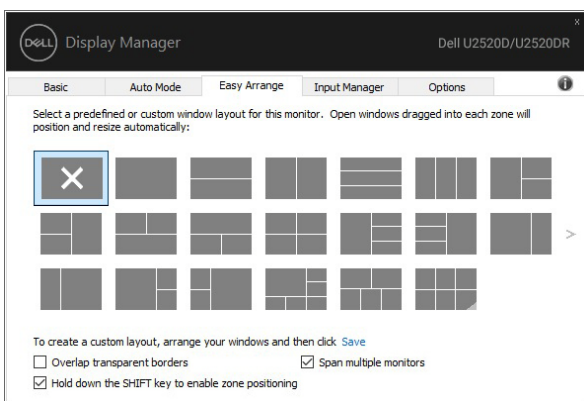 DELL Display Manager Dell U2520D/U2520DR
Basic Auto Mode Easy Arrange Input Manager Options
Select a predefined or custom window layout for this monitor. Open windows dragged into each zone will
position and resize automatically:
To create a custom layout, arrange your windows and then click Save
Overlap transparent borders Span multiple monitors
Hold down the SHIFT key to enable zone positioning